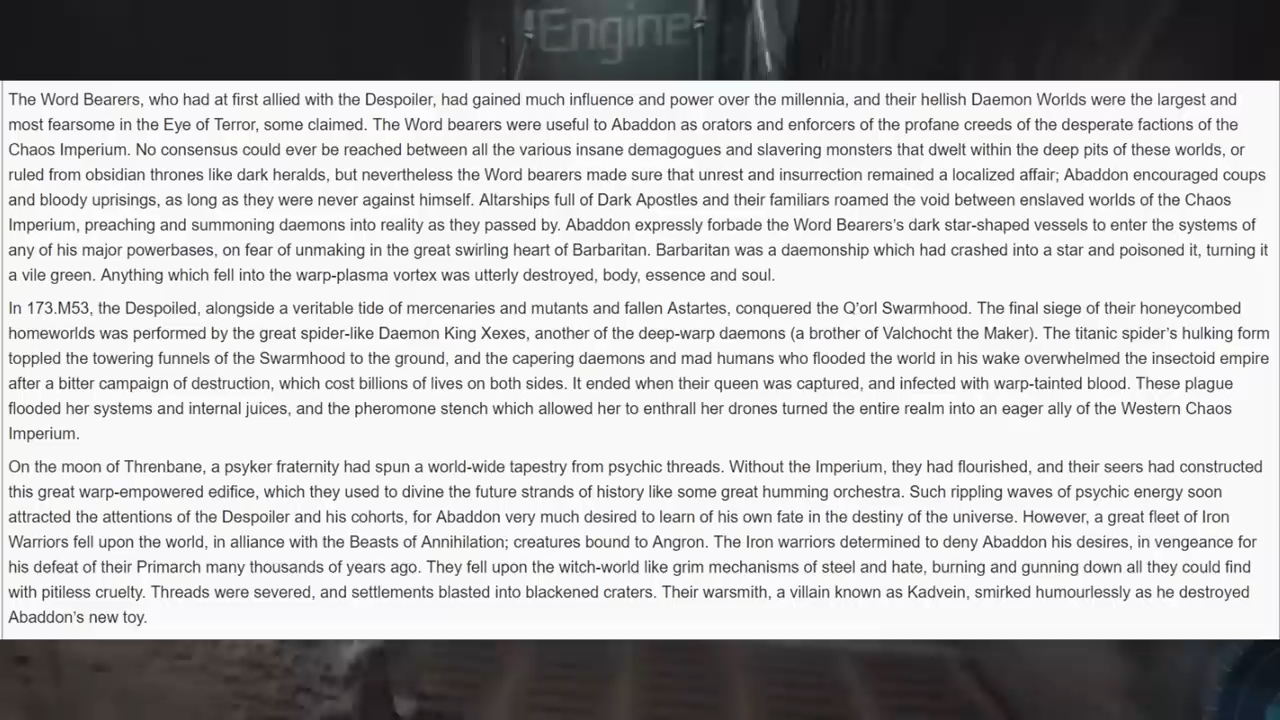 !Engine
The Word Bearers, who had at first allied with the Despoiler, had gained much influence and power over the millennia, and their hellish Daemon Worlds were the largest and
most fearsome in the Eye of Terror, some claimed. The Word bearers were useful to Abaddon as orators and enforcers of the profane creeds of the desperate factions of the
Chaos Imperium. No consensus could ever be reached between all the various insane demagogues and slavering monsters that dwelt within the deep pits of these worlds, or
ruled from obsidian thrones like dark heralds, but nevertheless the Word bearers made sure that unrest and insurrection remained a localized affair; Abaddon encouraged coups
and bloody uprisings, as long as they were never against himself. Altarships full of Dark Apostles and their familiars roamed the void between enslaved worlds of the Chaos
Imperium, preaching and summoning daemons into reality as they passed by. Abaddon expressly forbade the Word Bearers's dark star-shaped vessels to enter the systems of
any of his major powerbases, on fear of unmaking in the great swirling heart of Barbaritan. Barbaritan was a daemonship which had crashed into a star and poisoned it, turning it
a vile green. Anything which fell into the warp-plasma vortex was utterly destroyed, body, essence and soul.
In 173.M53, the Despoiled, alongside a veritable tide of mercenaries and mutants and fallen Astartes, conquered the Q’orl Swarmhood. The final siege of their honeycombed
homeworlds was performed by the great spider-like Daemon King Xexes, another of the deep-warp daemons (a brother of Valchocht the Maker). The titanic spider’s hulking form
toppled the towering funnels of the Swarmhood to the ground, and the capering daemons and mad humans who flooded the world in his wake overwhelmed the insectoid empire
after a bitter campaign of destruction, which cost billions of lives on both sides. It ended when their queen was captured, and infected with warp-tainted blood. These plague
flooded her systems and internal juices, and the pheromone stench which allowed her to enthrall her drones turned the entire realm into an eager ally of the Western Chaos
Imperium.
On the moon of Threnbane, a psyker fraternity had spun a world-wide tapestry from psychic threads. Without the Imperium, they had flourished, and their seers had constructed
this great warp-empowered edifice, which they used to divine the future strands of history like some great humming orchestra. Such rippling waves of psychic energy soon
attracted the attentions of the Despoiler and his cohorts, for Abaddon very much desired to learn of his own fate in the destiny of the universe. However, a great fleet of Iron
Warriors fell upon the world, in alliance with the Beasts of Annihilation; creatures bound to Angron. The Iron warriors determined to deny Abaddon his desires, in vengeance for
his defeat of their Primarch many thousands of years ago. They fell upon the witch-world like grim mechanisms of steel and hate, burning and gunning down all they could find
with pitiless cruelty. Threads were severed, and settlements blasted into blackened craters. Their warsmith, a villain known as Kadvein, smirked humourlessly as he destroyed
Abaddon’s new toy.